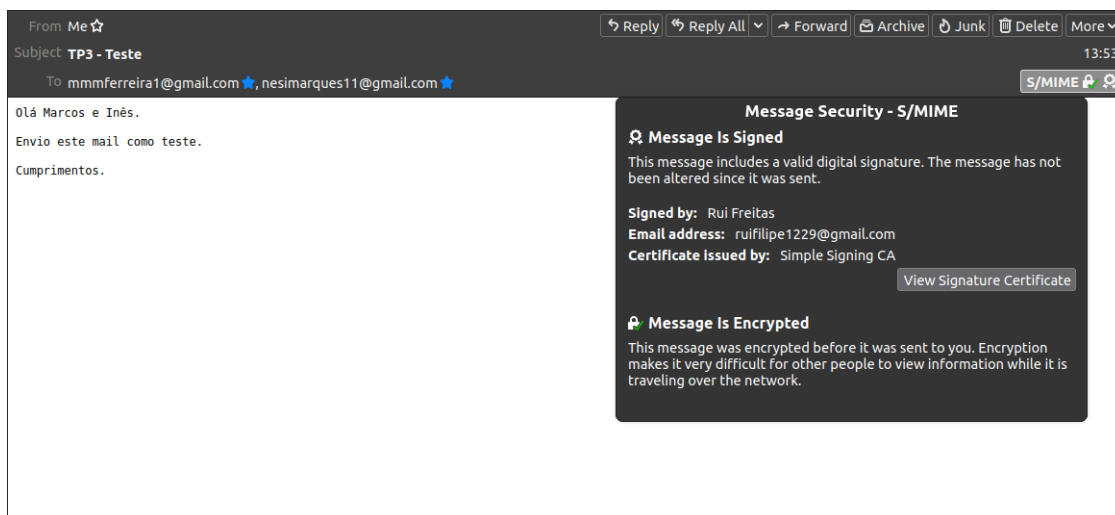 From Me Reply Reply All Forward Archive Junk Delete More
Subject TP3 - Teste 13:53
To mmmferreira1@gmail.com, nesimarques11@gmail.com S/MIME
Olá Marcos e Inês.
Envio este mail como teste.
Cumprimentos.
Message Security - S/MIME
Message Is Signed
This message includes a valid digital signature. The message has not
been altered since it was sent.
Signed by: Rui Freitas
Email address: ruifilipe1229@gmail.com
Certificate issued by: Simple Signing CA
View Signature Certificate
Message Is Encrypted
This message was encrypted before it was sent to you. Encryption
makes it very difficult for other people to view information while it is
traveling over the network.